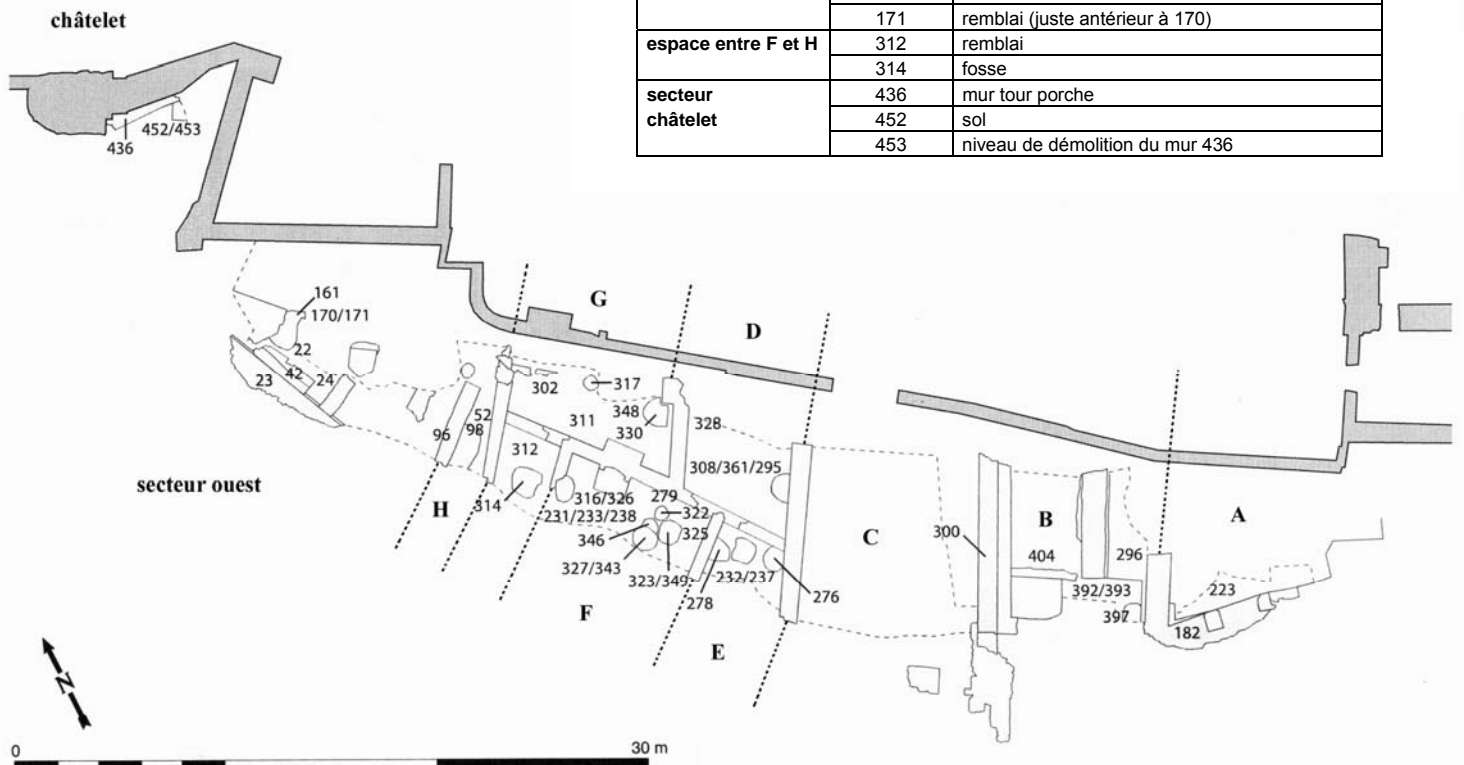 châtelet
171 remblai (juste antérieur à 170)
espace entre F et H 312 remblai
314 fosse
secteur châtelet 436 mur tour porche
452 sol
453 niveau de démolition du mur 436
452/453
436
G
D
161
170/171
22
42
23
24
302
317
348
330
328
311
52
96
98
312
308/361/295
secteur ouest
H
314
316/326
279
231/233/238
322
346
325
327/343
323/349
232/237
278
276
F
E
C
300
B
A
404
296
392/393
397
223
182
N
0 30 m